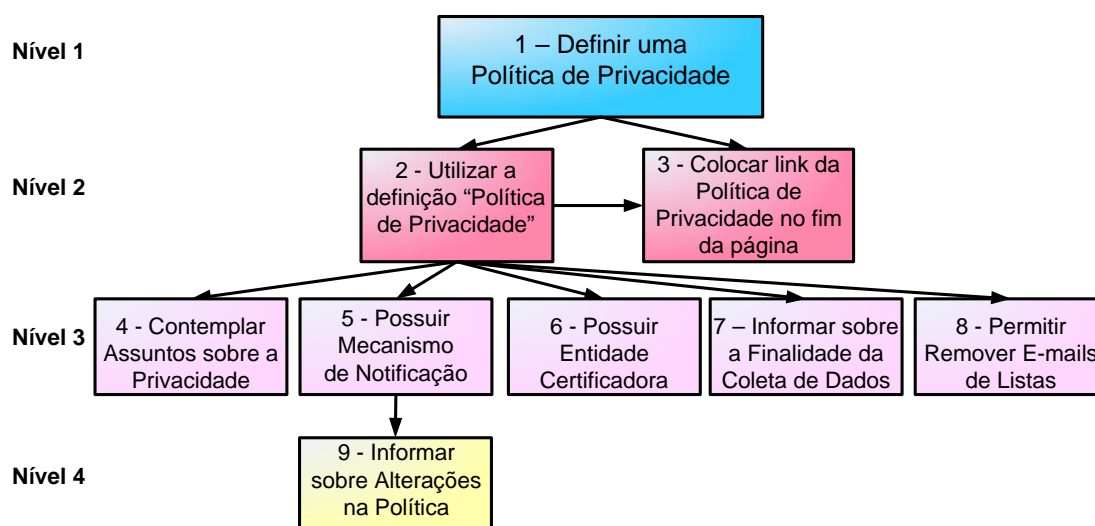 Nível 1
1 – Definir uma
Política de Privacidade
Nível 2
2 - Utilizar a
definição “Política
de Privacidade”
3 - Colocar link da
Política de
Privacidade no fim
da página
Nível 3
4 - Contemplar
Assuntos sobre a
Privacidade
5 - Possuir
Mecanismo
de Notificação
6 - Possuir
Entidade
Certificadora
7 – Informar sobre
a Finalidade da
Coleta de Dados
8 - Permitir
Remover E-mails
de Listas
Nível 4
9 - Informar
sobre Alterações
na Política